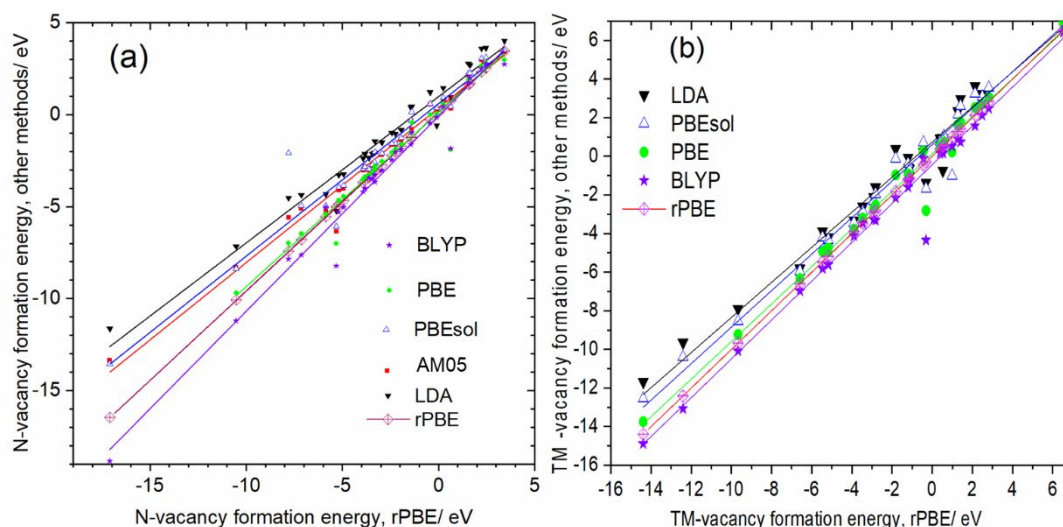 (a)
N-vacancy formation energy, other methods/ eV
0
-5
-10
-15
BLYP
PBE
PBEsol
AM05
LDA
rPBE
-15
-10
-5
0
5
N-vacancy formation energy, rPBE/ eV
(b)
TM -vacancy formation energy, other methods/ eV
6
4
2
0
-2
-4
-6
-8
-10
-12
-14
-16
LDA
PBEsol
PBE
BLYP
rPBE
-16 -14 -12 -10 -8 -6 -4 -2 0 2 4 6
TM-vacancy formation energy, rPBE/ eV